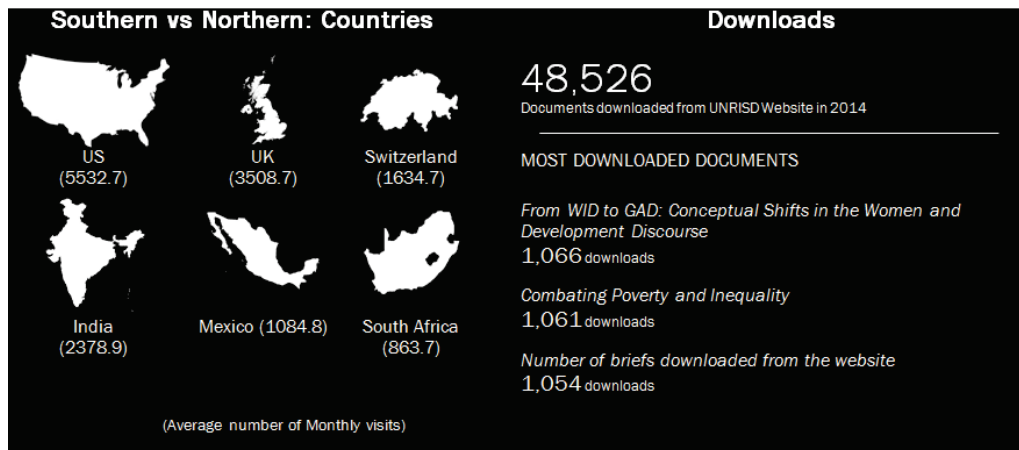 Southern vs Northern: Countries
US
(5532.7)
UK
(3508.7)
Switzerland
(1634.7)
India
(2378.9)
Mexico (1084.8)
South Africa
(863.7)
(Average number of Monthly visits)
Downloads
48,526
Documents downloaded from UNRISD Website in 2014
MOST DOWNLOADED DOCUMENTS
From WID to GAD: Conceptual Shifts in the Women and
Development Discourse
1,066 downloads
Combating Poverty and Inequality
1,061 downloads
Number of briefs downloaded from the website
1,054 downloads